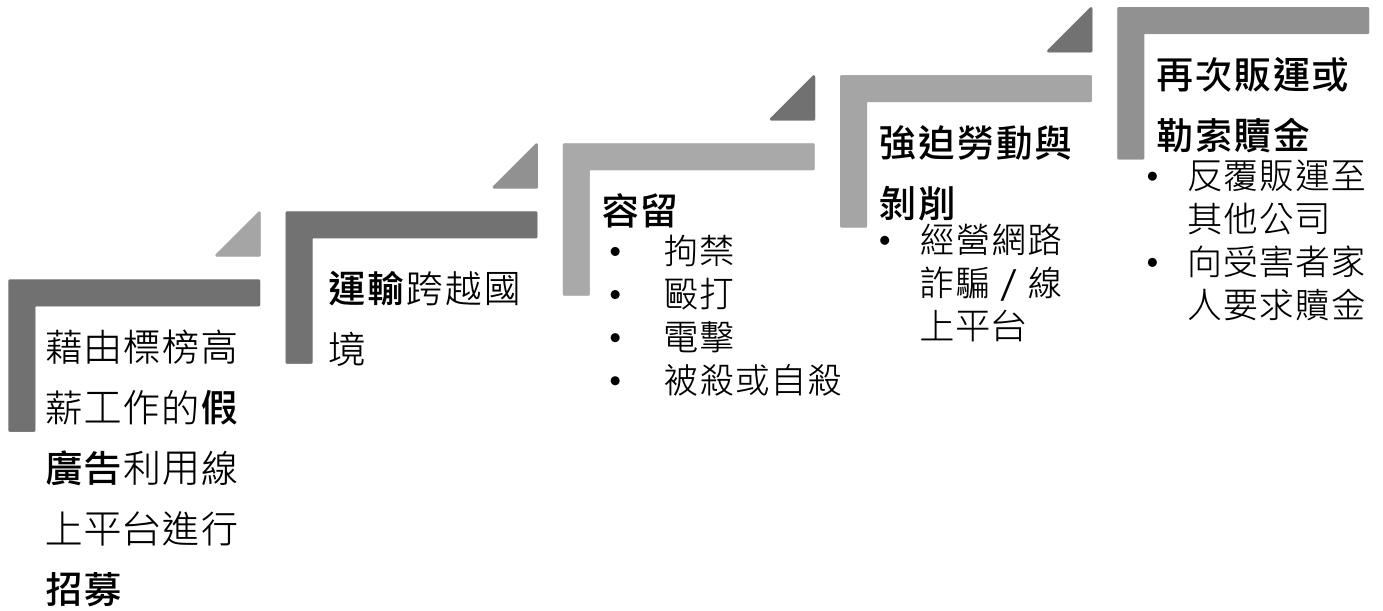 藉由標榜高
薪工作的假
廣告利用線
上平台進行
招募
運輸跨越國
境
容留
• 拘禁
• 毆打
• 電擊
• 被殺或自殺
強迫勞動與
剝削
• 經營網路
詐騙 / 線
上平台
再次販運或
勒索贖金
• 反覆販運至
其他公司
• 向受害者家
人要求贖金